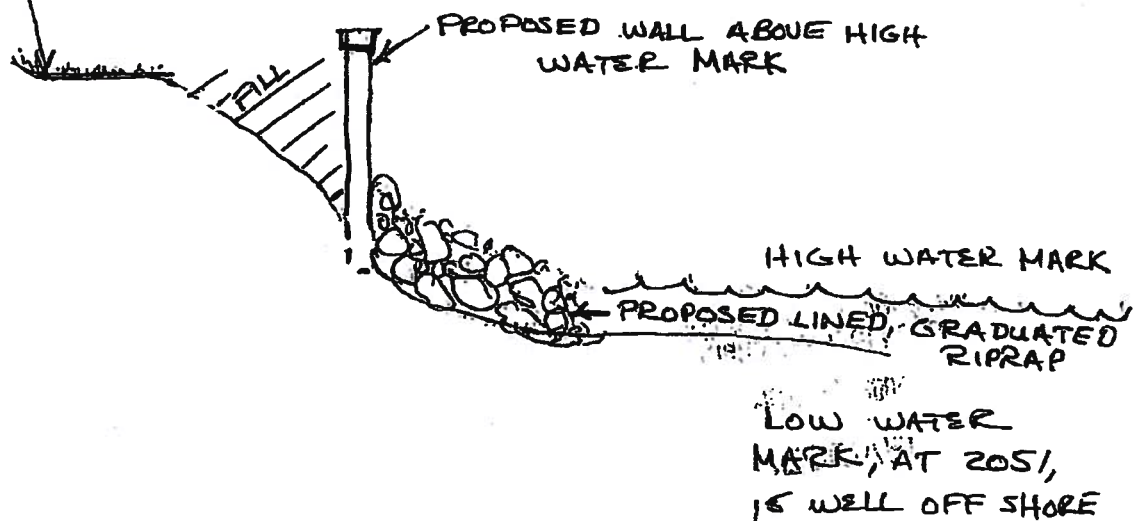 PROPOSED WALL ABOVE HIGH
WATER MARK
FILL
HIGH WATER MARK
PROPOSED LINED, GRADUATED
RIPRAP
LOW WATER
MARK, AT 205',
IS WELL OFF SHORE